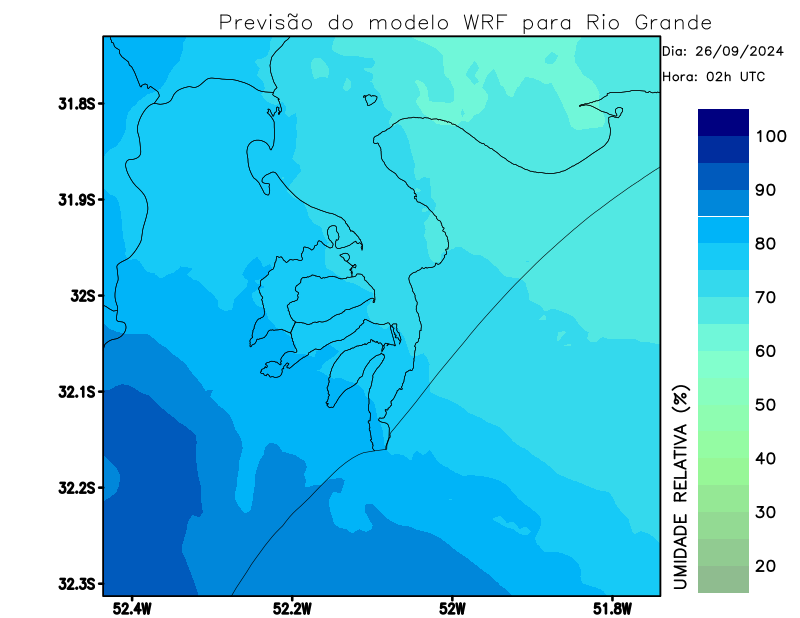 Previsão do modelo WRF para Rio Grande
Dia: 26/09/2024
Hora: 02h UTC
31.8S
31.9S
32S
32.1S
32.2S
32.3S
52.4W 52.2W 52W 51.8W
100
90
80
70
60
50
40
30
20
UMIDADE RELATIVA (%)